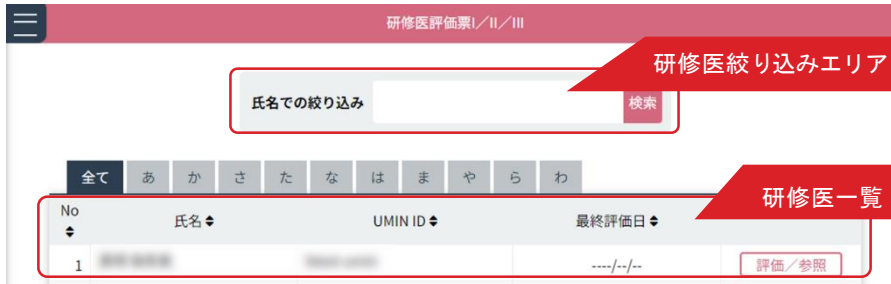 研修医評価票I／II／III
研修医絞り込みエリア
氏名での絞り込み
検索
全て あ か さ た な は ま や ら わ
研修医一覧
No 氏名 UMIN ID 最終評価日
1 ----/--/-- 評価／参照